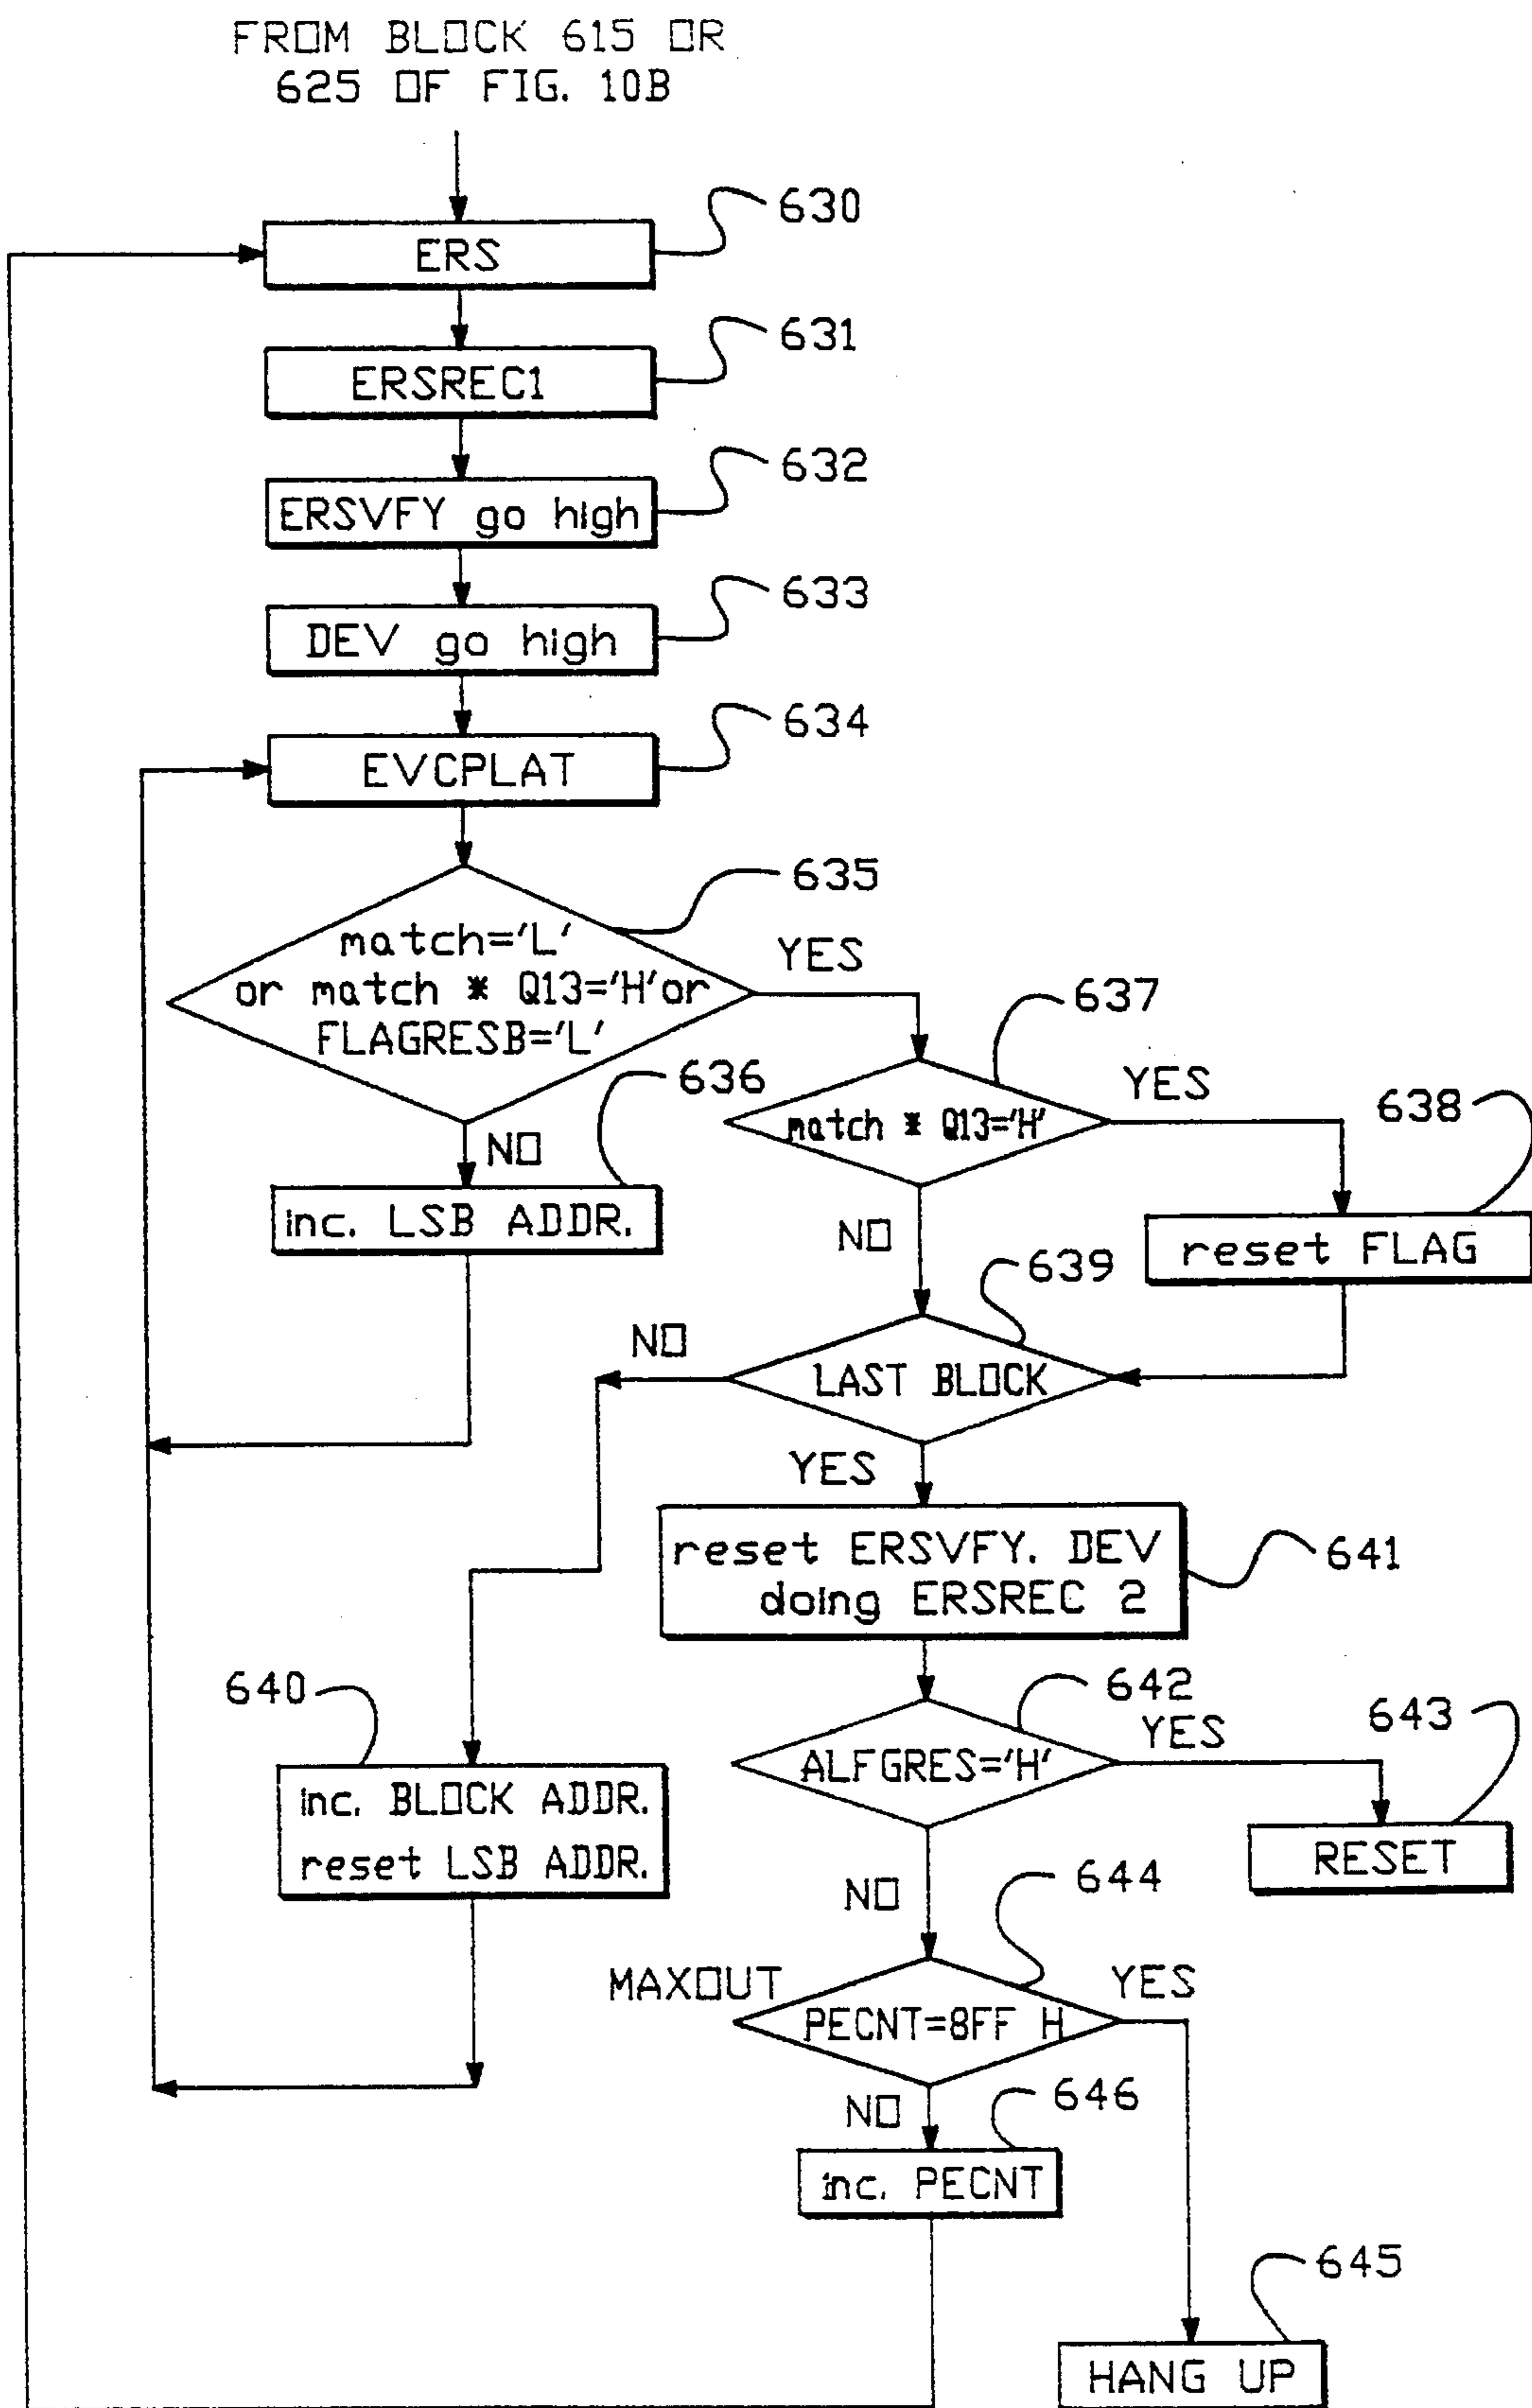 FROM BLOCK 615 OR
625 OF FIG. 10B
630
ERS
631
ERSREC1
632
ERSVFY go high
633
DEV go high
634
EVCPLAT
635
match='L'
or match * Q13='H'or
FLAGRESB='L'
YES
637
636
match * Q13='H'
YES
638
NO
inc. LSB ADDR.
NO
reset FLAG
639
NO
LAST BLOCK
YES
reset ERSVFY. DEV
doing ERSREC 2
641
640
642
YES
643
ALFGRES='H'
inc. BLOCK ADDR.
reset LSB ADDR.
RESET
NO
644
MAXOUT
YES
PECNT=8FF H
NO
646
inc. PECNT
645
HANG UP